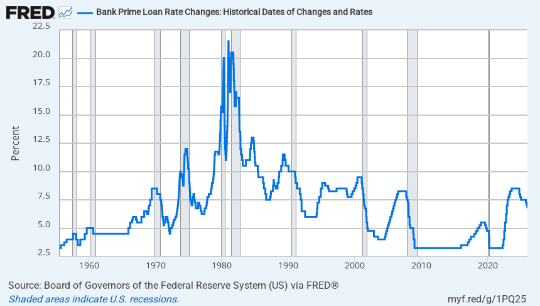 FRED
Bank Prime Loan Rate Changes: Historical Dates of Changes and Rates
22.5
20.0
17.5
15.0
12.5
10.0
7.5
5.0
2.5
Percent
1960 1970 1980 1990 2000 2010 2020
Source: Board of Governors of the Federal Reserve System (US) via FRED®
Shaded areas indicate U.S. recessions.
myf.red/g/1PQ25